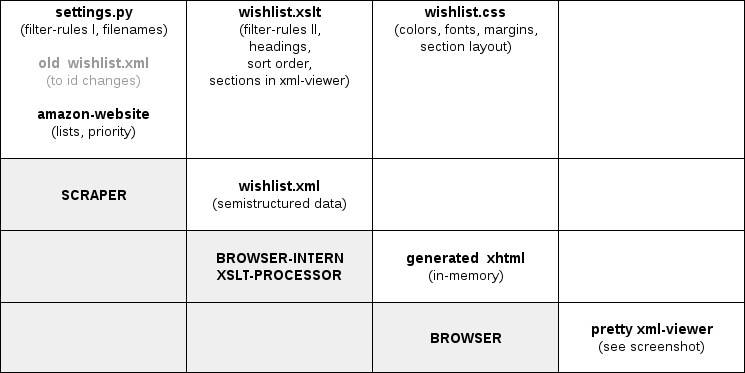 settings.py
(filter-rules I, filenames)
old wishlist.xml
(to id changes)
amazon-website
(lists, priority)
wishlist.xslt
(filter-rules II,
headings,
sort order,
sections in xml-viewer)
wishlist.css
(colors, fonts, margins,
section layout)
SCRAPER
wishlist.xml
(semistructured data)
BROWSER-INTERN
XSLT-PROCESSOR
generated xhtml
(in-memory)
BROWSER
pretty xml-viewer
(see screenshot)